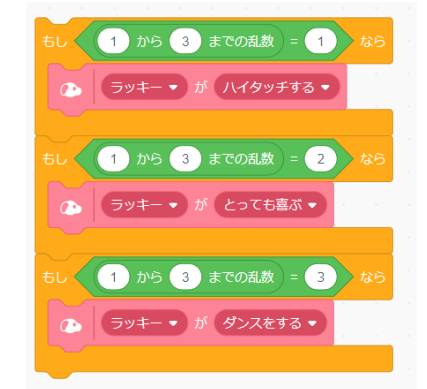 もし 1 から 3 までの乱数 = 1 なら
ラッキー が ハイタッチする
もし 1 から 3 までの乱数 = 2 なら
ラッキー が とっても喜ぶ
もし 1 から 3 までの乱数 = 3 なら
ラッキー が ダンスをする